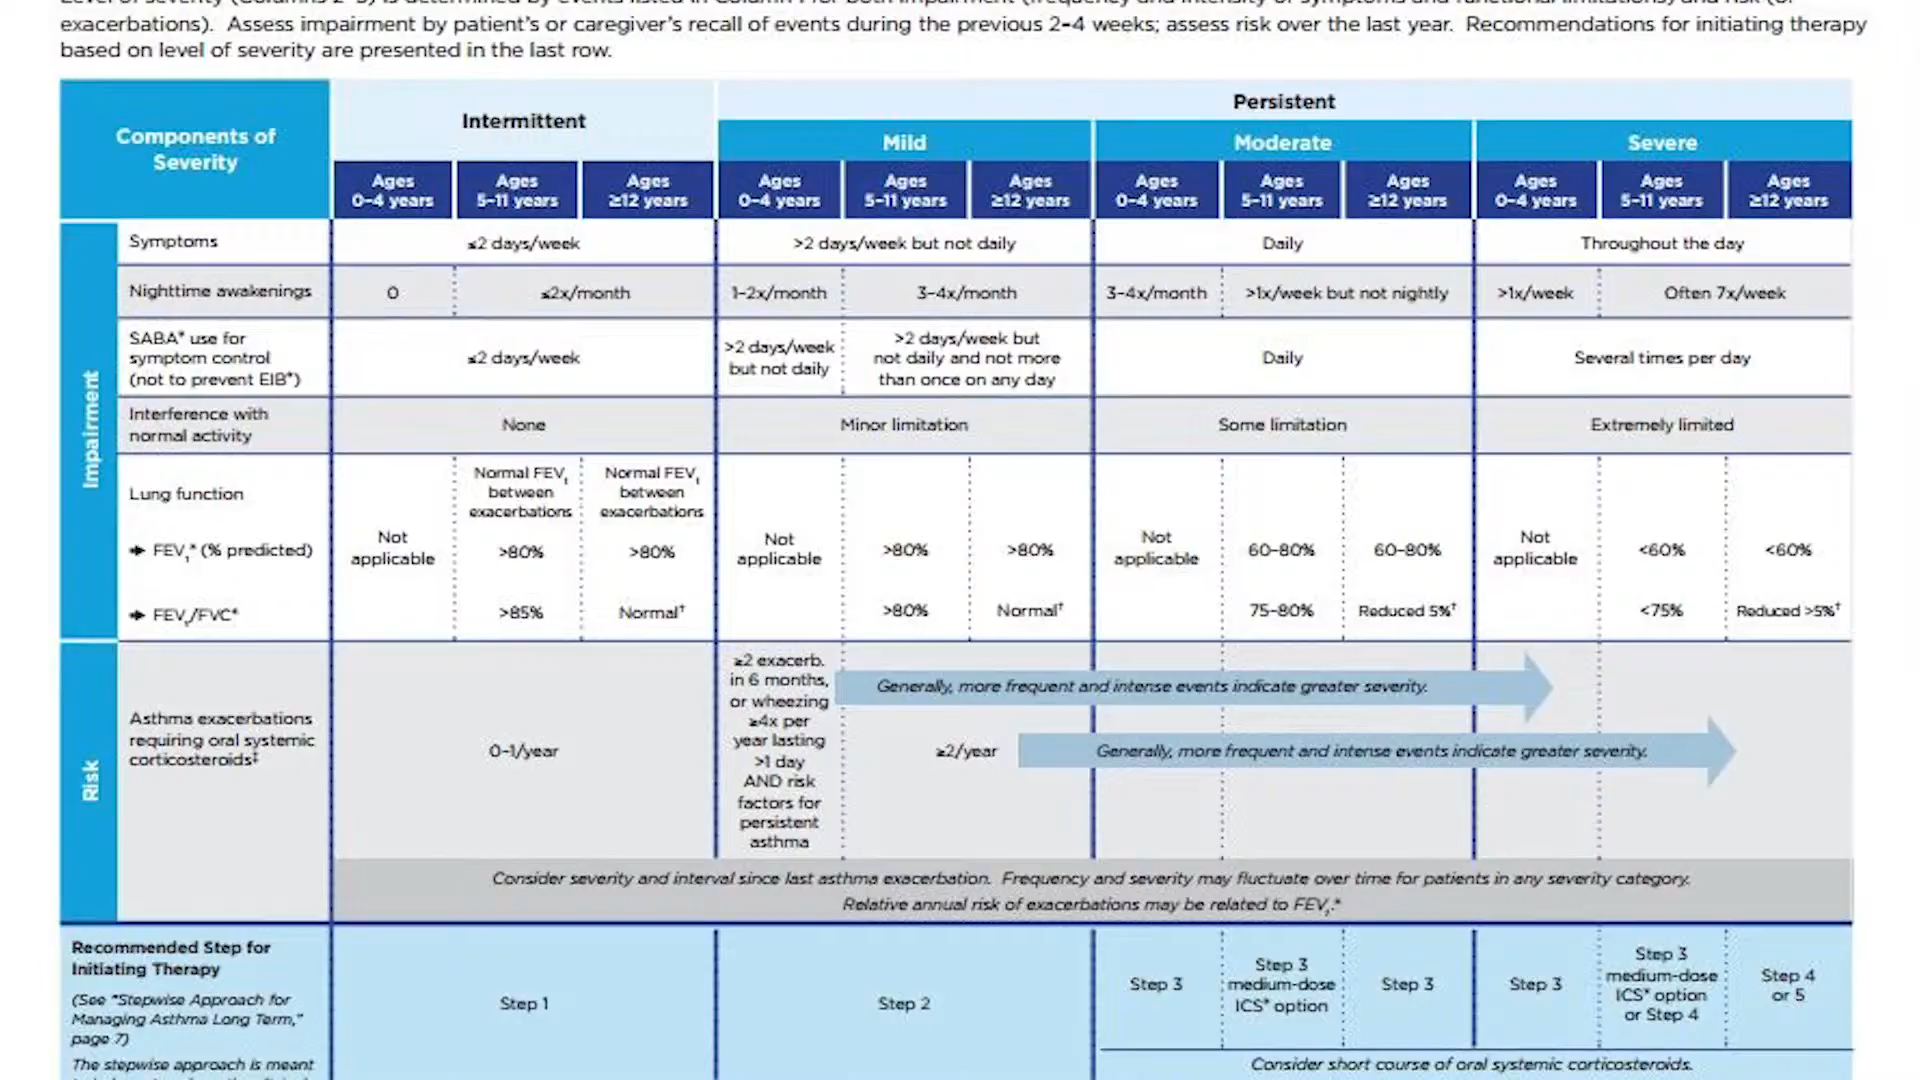 exacerbations). Assess impairment by patient's or caregiver's recall of events during the previous 2–4 weeks; assess risk over the last year. Recommendations for initiating therapy
based on level of severity are presented in the last row.
Components of
Severity
Intermittent
Persistent
Mild
Moderate
Severe
Ages
0–4 years
Ages
5–11 years
Ages
≥12 years
Ages
0–4 years
Ages
5–11 years
Ages
≥12 years
Ages
0–4 years
Ages
5–11 years
Ages
≥12 years
Ages
0–4 years
Ages
5–11 years
Ages
≥12 years
Impairment
Symptoms
≤2 days/week
>2 days/week but not daily
Daily
Throughout the day
Nighttime awakenings
0
≤2x/month
1–2x/month
3–4x/month
3–4x/month
>1x/week but not nightly
>1x/week
Often 7x/week
SABA* use for
symptom control
(not to prevent EIB*)
≤2 days/week
>2 days/week
but not daily
>2 days/week but
not daily and not more
than once on any day
Daily
Several times per day
Interference with
normal activity
None
Minor limitation
Some limitation
Extremely limited
Lung function
Normal FEV₁
between
exacerbations
Normal FEV₁
between
exacerbations
➔ FEV₁* (% predicted)
Not
applicable
>80%
>80%
Not
applicable
>80%
>80%
Not
applicable
60–80%
60–80%
Not
applicable
<60%
<60%
➔ FEV₁/FVC*
>85%
Normal†
>80%
Normal†
75–80%
Reduced 5%†
<75%
Reduced >5%†
Risk
Asthma exacerbations
requiring oral systemic
corticosteroids‡
0–1/year
≥2 exacerb.
in 6 months,
or wheezing
≥4x per
year lasting
>1 day
AND risk
factors for
persistent
asthma
Generally, more frequent and intense events indicate greater severity.
≥2/year
Generally, more frequent and intense events indicate greater severity.
Consider severity and interval since last asthma exacerbation. Frequency and severity may fluctuate over time for patients in any severity category.
Relative annual risk of exacerbations may be related to FEV₁.*
Recommended Step for
Initiating Therapy
(See "Stepwise Approach for
Managing Asthma Long Term,"
page 7)
The stepwise approach is meant
Step 1
Step 2
Step 3
Step 3
medium-dose
ICS* option
Step 3
Step 3
Step 3
medium-dose
ICS* option
or Step 4
Step 4
or 5
Consider short course of oral systemic corticosteroids.